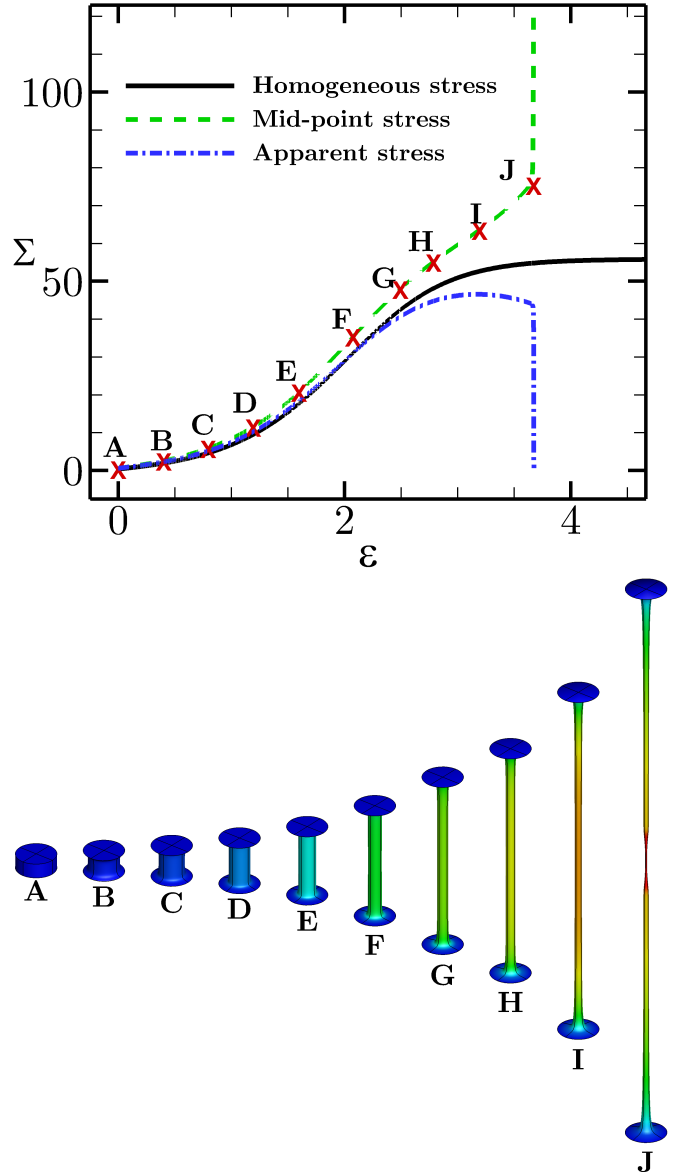 100
Homogeneous stress
Mid-point stress
Apparent stress
J
I
Σ
H
50
G
F
E
D
C
B
A
0
0 2 4
ε
A B C D E F G H I J